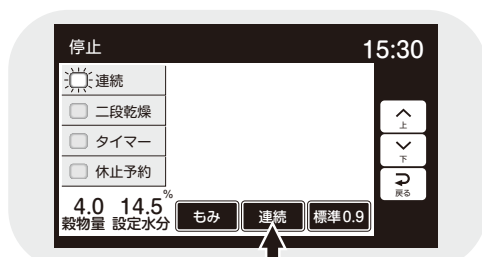 停止 15:30
連続
二段乾燥
タイマー
休止予約
上
下
戻る
4.0 14.5%
穀物量 設定水分
もみ 連続 標準0.9